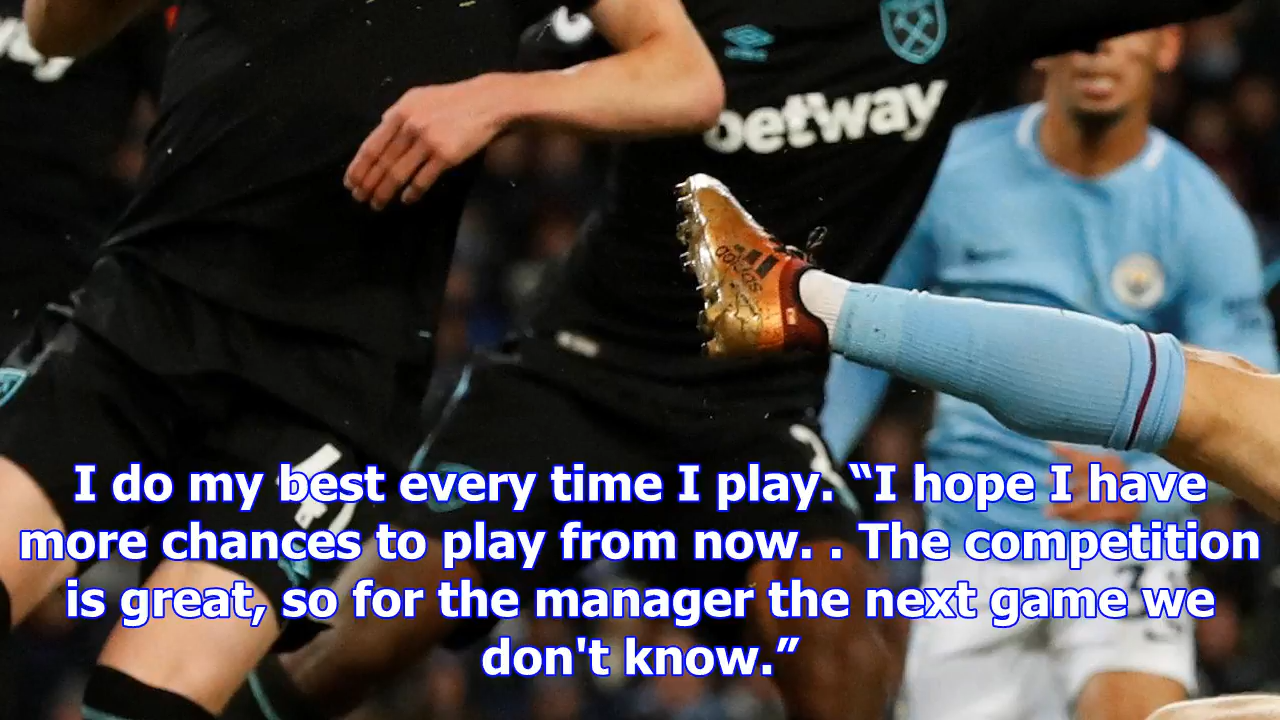 betway
adidas
I do my best every time I play. “I hope I have
more chances to play from now. . The competition
is great, so for the manager the next game we
don't know.”